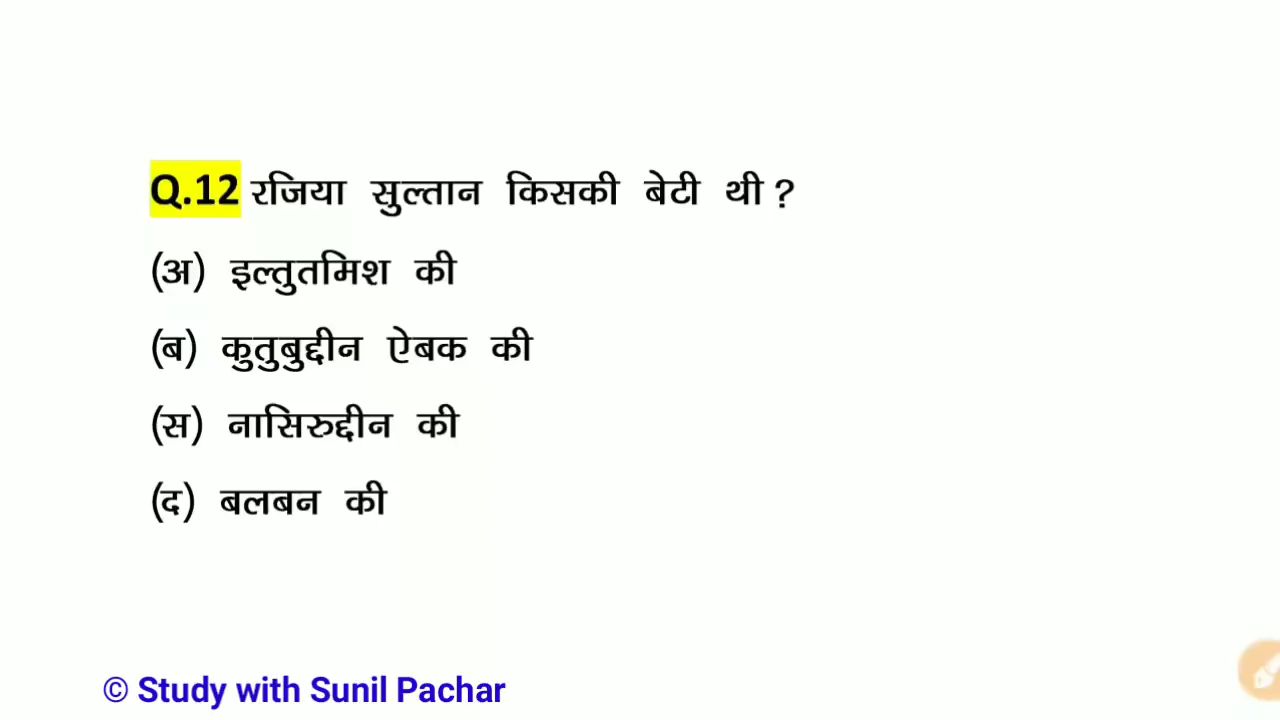 Q.12 रजिया सुल्तान किसकी बेटी थी ?
(अ) इल्तुतमिश की
(ब) कुतुबुद्दीन ऐबक की
(स) नासिरुद्दीन की
(द) बलबन की
© Study with Sunil Pachar